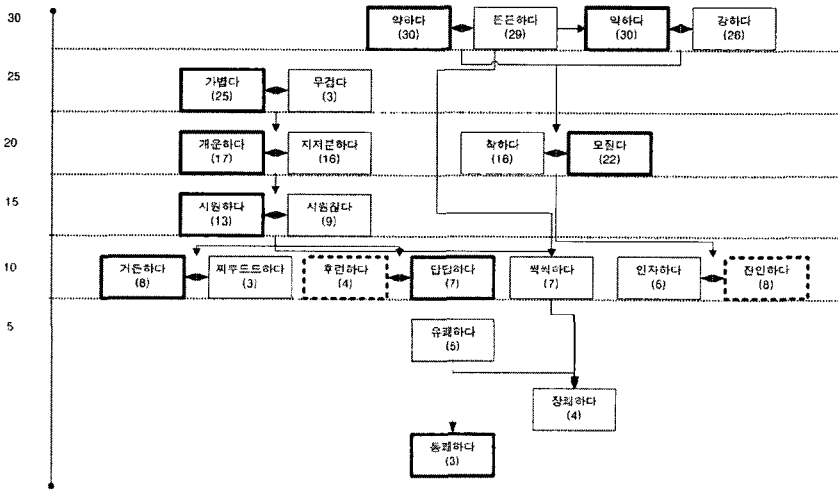 30
약하다
(30)
튼튼하다
(29)
악하다
(30)
강하다
(26)
25
가볍다
(25)
무겁다
(3)
20
개운하다
(17)
지저분하다
(16)
착하다
(16)
모질다
(22)
15
시원하다
(13)
시원찮다
(9)
10
거든하다
(8)
찌뿌드드하다
(3)
후련하다
(4)
답답하다
(7)
씩씩하다
(7)
인자하다
(6)
잔인하다
(8)
5
유쾌하다
(5)
장쾌하다
(4)
통쾌하다
(3)